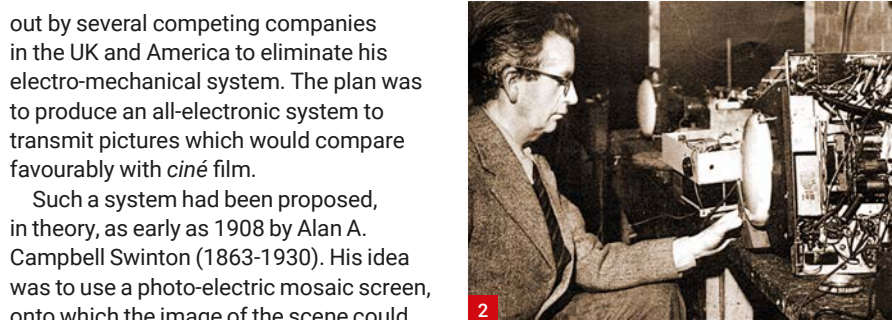 out by several competing companies
in the UK and America to eliminate his
electro-mechanical system. The plan was
to produce an all-electronic system to
transmit pictures which would compare
favourably with ciné film.
Such a system had been proposed,
in theory, as early as 1908 by Alan A.
Campbell Swinton (1863-1930). His idea
was to use a photo-electric mosaic screen,
onto which the image of the scene could
2